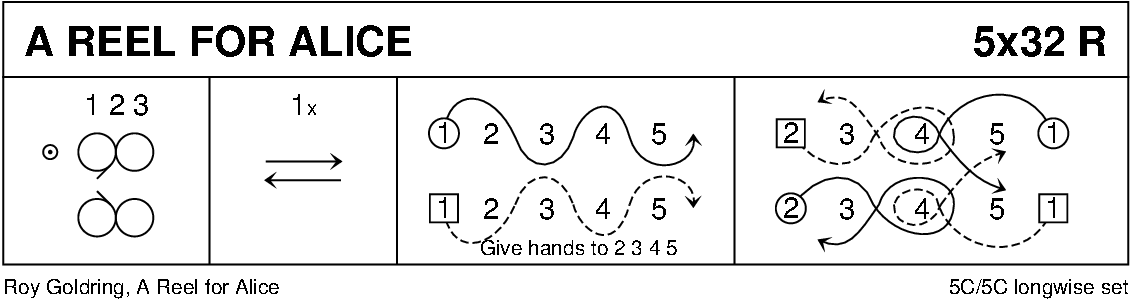 A REEL FOR ALICE
5x32 R
1 2 3
1x
1 2 3 4 5
1 2 3 4 5
Give hands to 2 3 4 5
2 3 4 5 1
2 3 4 5 1
Roy Goldring, A Reel for Alice
5C/5C longwise set